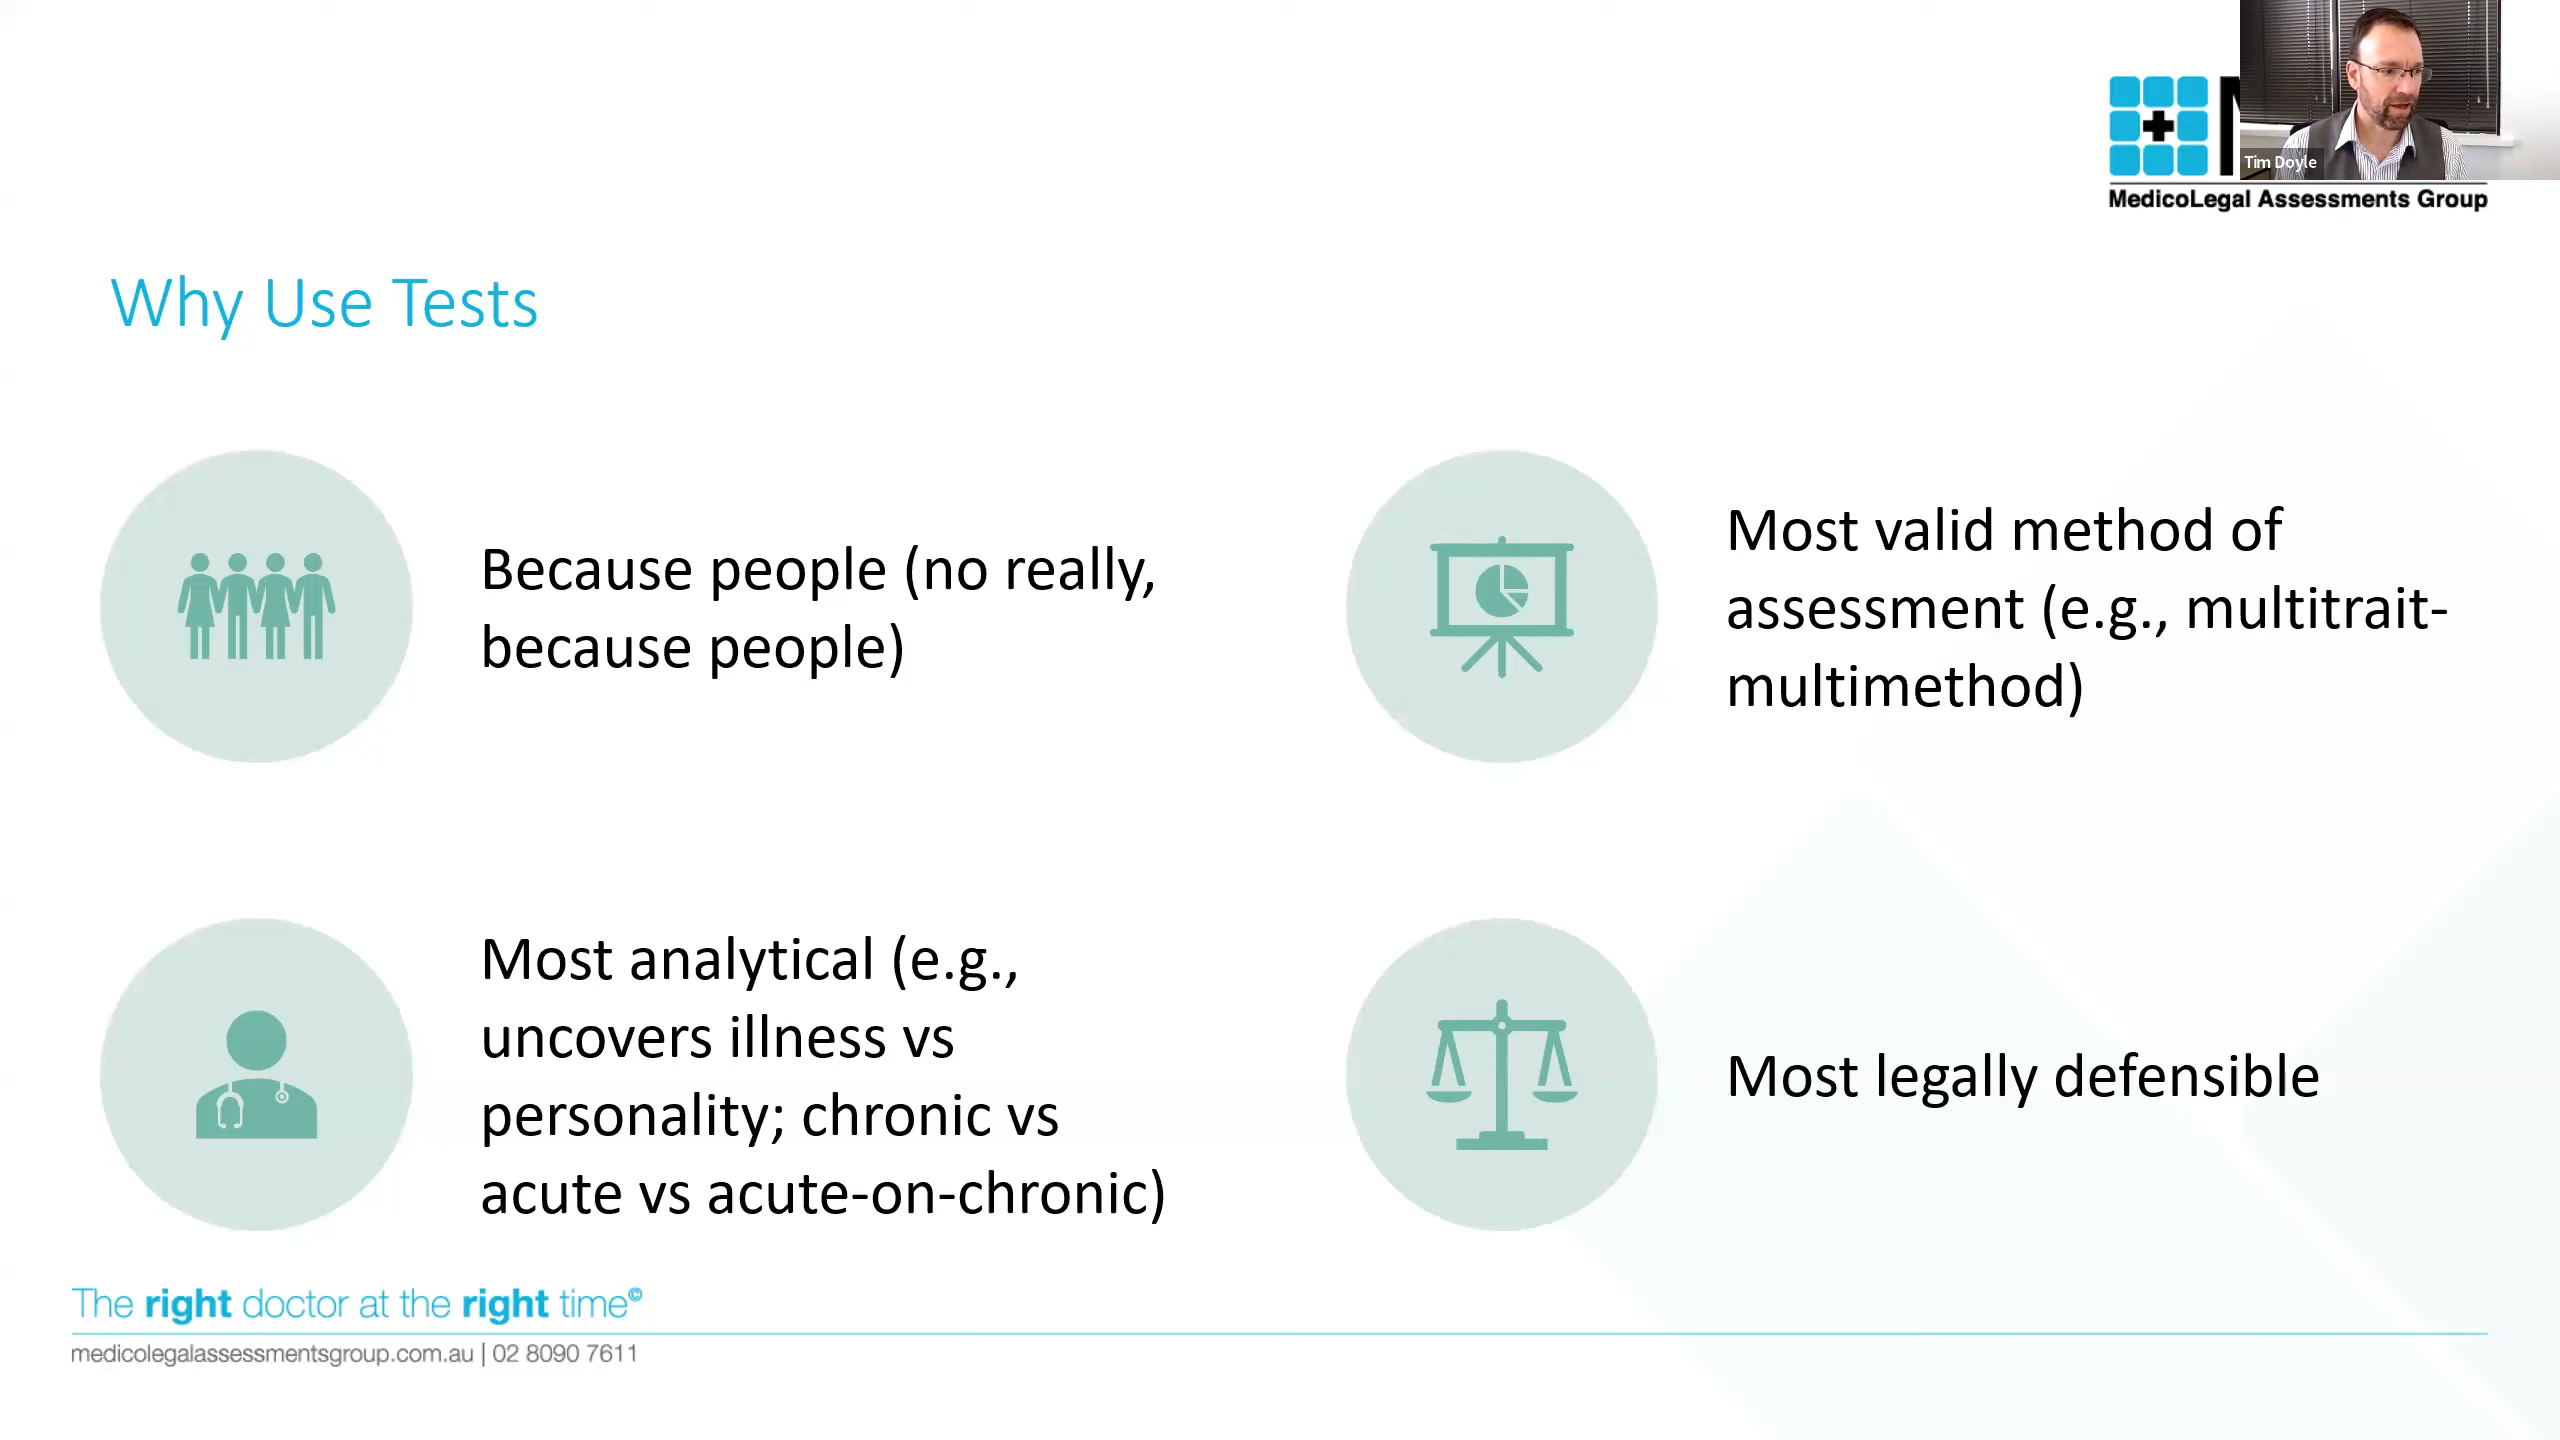 Tim Doyle
MedicoLegal Assessments Group
Why Use Tests
Because people (no really,
because people)
Most valid method of
assessment (e.g., multitrait-
multimethod)
Most analytical (e.g.,
uncovers illness vs
personality; chronic vs
acute vs acute-on-chronic)
Most legally defensible
The right doctor at the right time©
medicolegalassessmentsgroup.com.au | 02 8090 7611